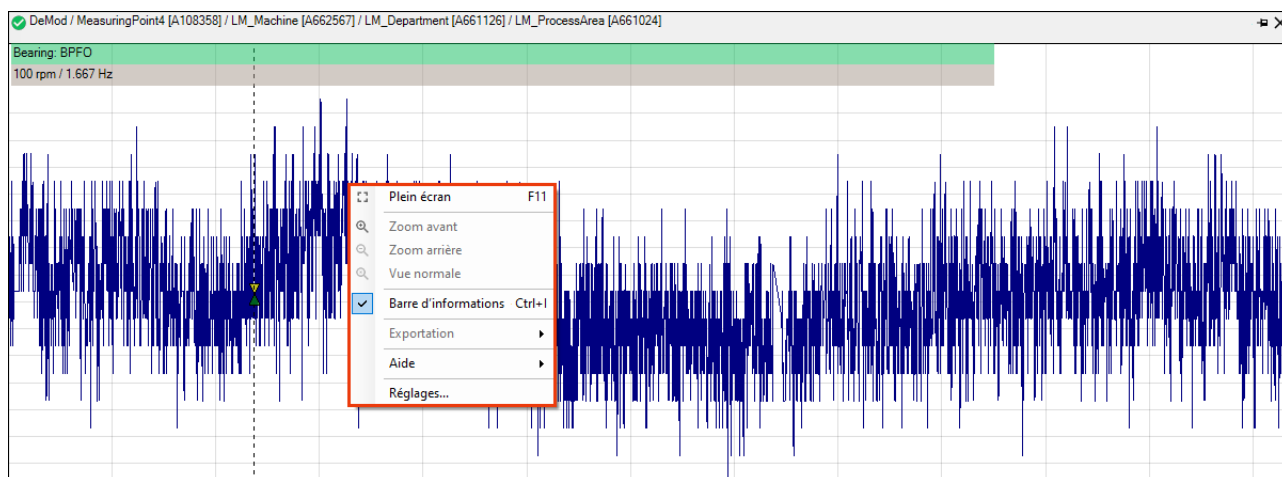 DeMod / MeasuringPoint4 [A108358] / LM_Machine [A662567] / LM_Department [A661126] / LM_ProcessArea [A661024]
Bearing: BPFO
100 rpm / 1.667 Hz
Plein écran F11
Zoom avant
Zoom arrière
Vue normale
Barre d'informations Ctrl+I
Exportation
Aide
Réglages...